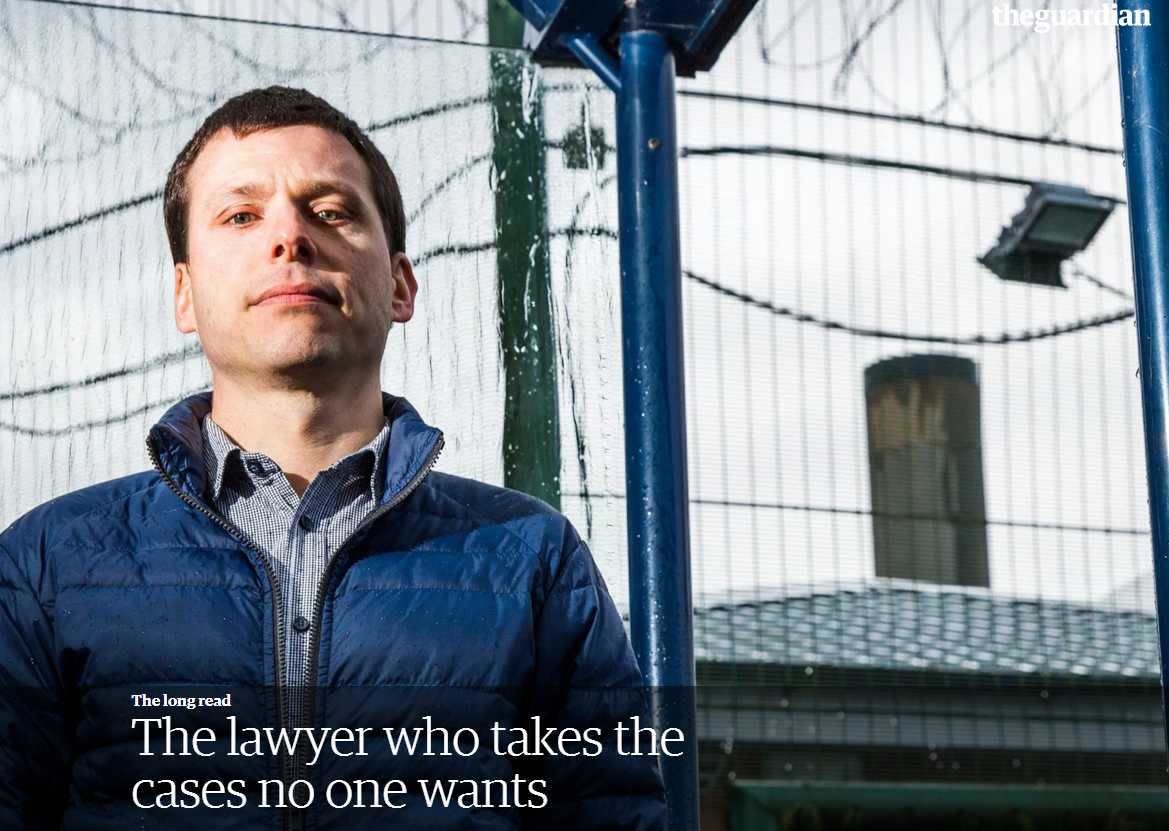 theguardian
The long read
The lawyer who takes the
cases no one wants